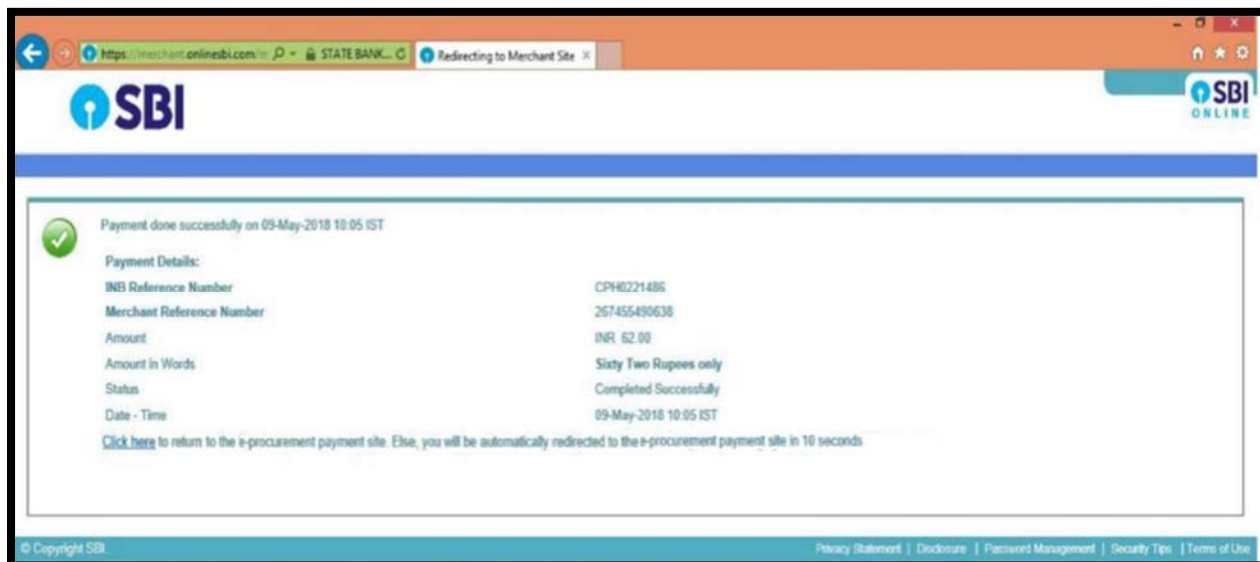 https://merchant.onlinesbi.com STATE BANK... Redirecting to Merchant Site
SBI
SBI
ONLINE
Payment done successfully on 09-May-2018 10:05 IST
Payment Details:
INB Reference Number CPH0221486
Merchant Reference Number 267455490638
Amount INR 62.00
Amount in Words Sixty Two Rupees only
Status Completed Successfully
Date - Time 09-May-2018 10:05 IST
Click here to return to the e-procurement payment site. Else, you will be automatically redirected to the e-procurement payment site in 10 seconds
© Copyright SBI. Privacy Statement | Disclosure | Password Management | Security Tips | Terms of Use